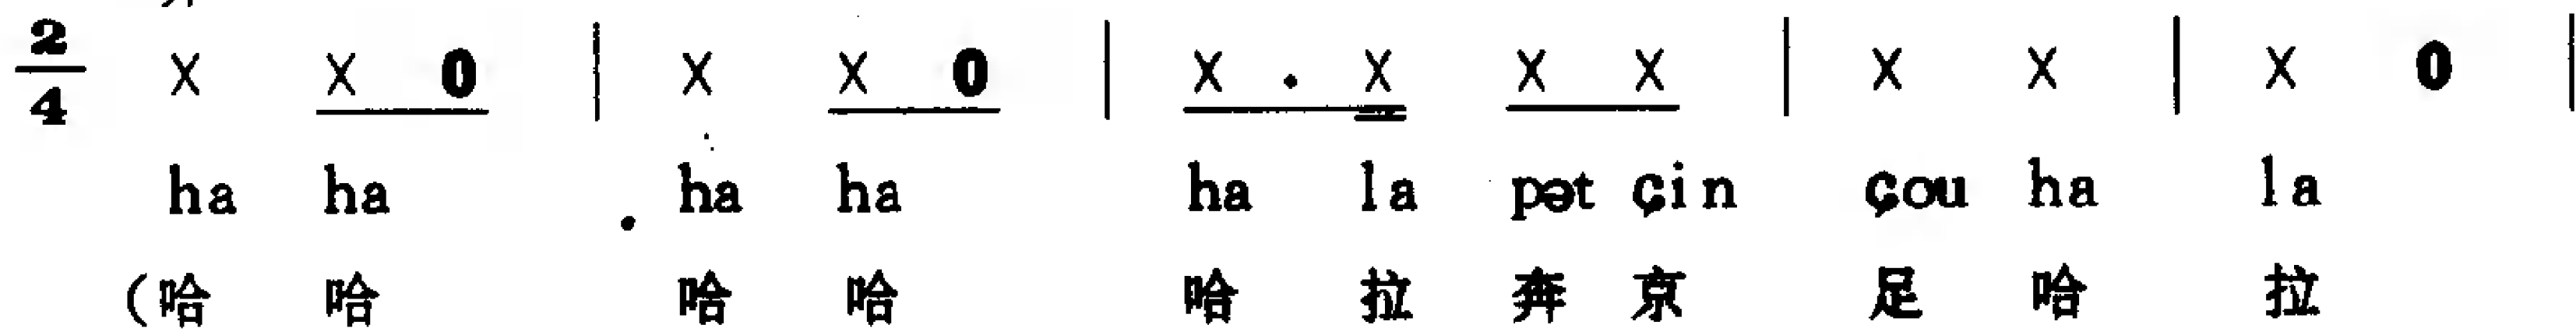 2/4 X X 0 | X X 0 | X . X X X | X X | X 0 |
ha ha ha ha ha la pət çin çou ha la
（哈 哈 哈 哈 哈 拉 奔 京 足 哈 拉